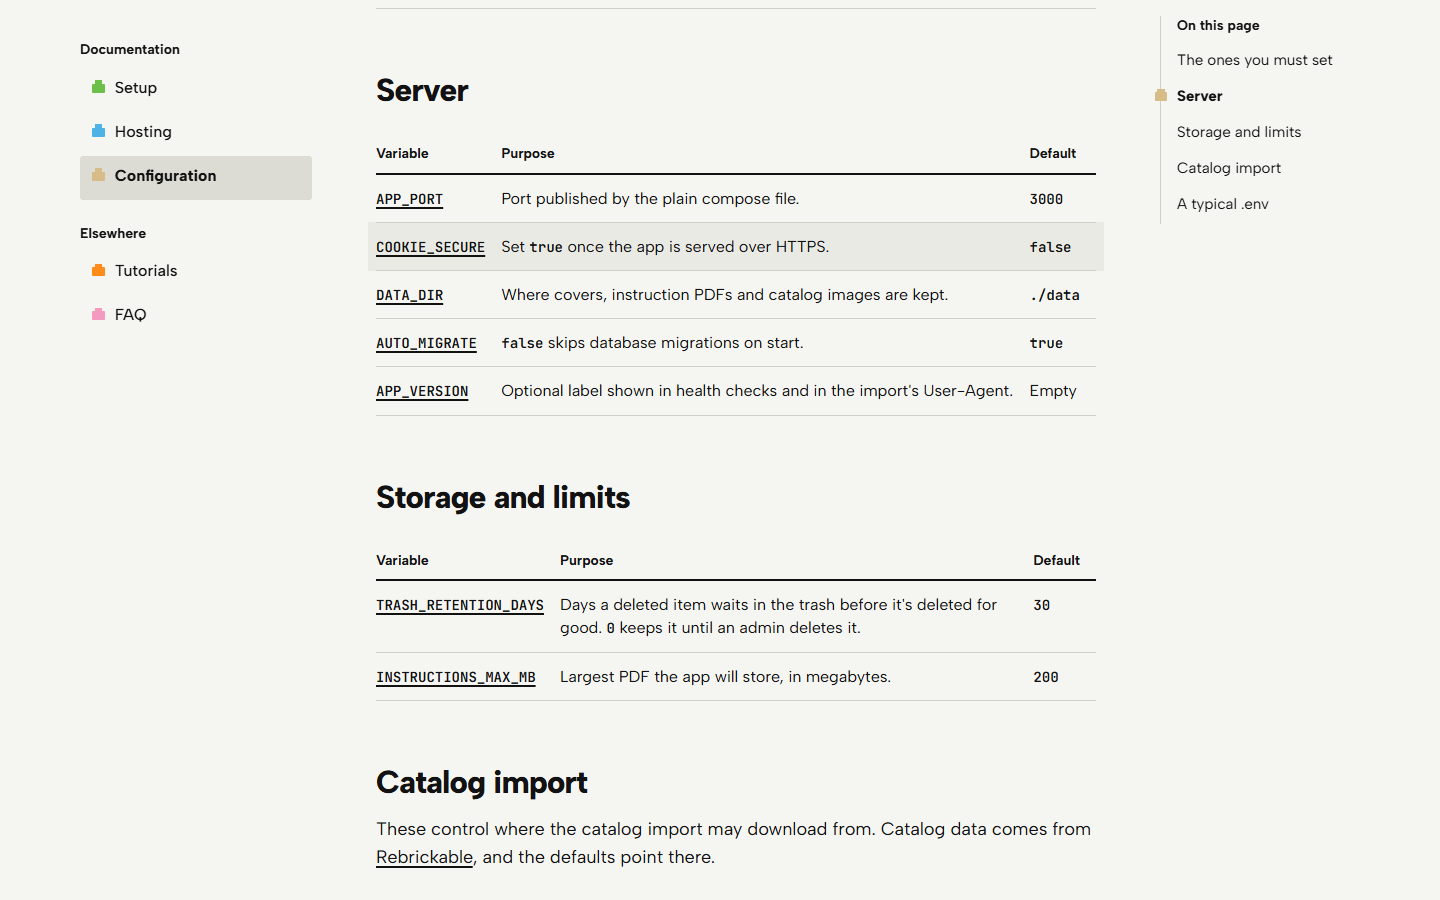 Documentation
Setup
Hosting
Configuration
Elsewhere
Tutorials
FAQ
Server
Variable Purpose Default
APP_PORT Port published by the plain compose file. 3000
COOKIE_SECURE Set true once the app is served over HTTPS. false
DATA_DIR Where covers, instruction PDFs and catalog images are kept. ./data
AUTO_MIGRATE false skips database migrations on start. true
APP_VERSION Optional label shown in health checks and in the import's User-Agent. Empty
Storage and limits
Variable Purpose Default
TRASH_RETENTION_DAYS Days a deleted item waits in the trash before it's deleted for 30
good. 0 keeps it until an admin deletes it.
INSTRUCTIONS_MAX_MB Largest PDF the app will store, in megabytes. 200
Catalog import
These control where the catalog import may download from. Catalog data comes from
Rebrickable, and the defaults point there.
On this page
The ones you must set
Server
Storage and limits
Catalog import
A typical .env